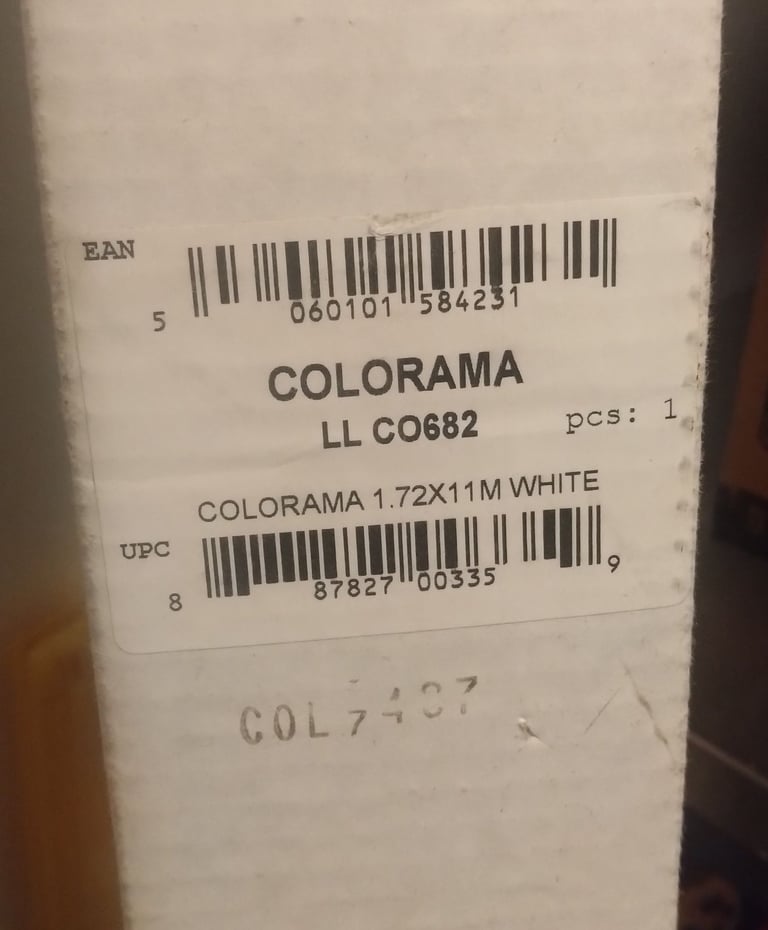 EAN
5 060101 584231
COLORAMA
LL CO682
pcs: 1
COLORAMA 1.72X11M WHITE
UPC
8 87827 00335 9